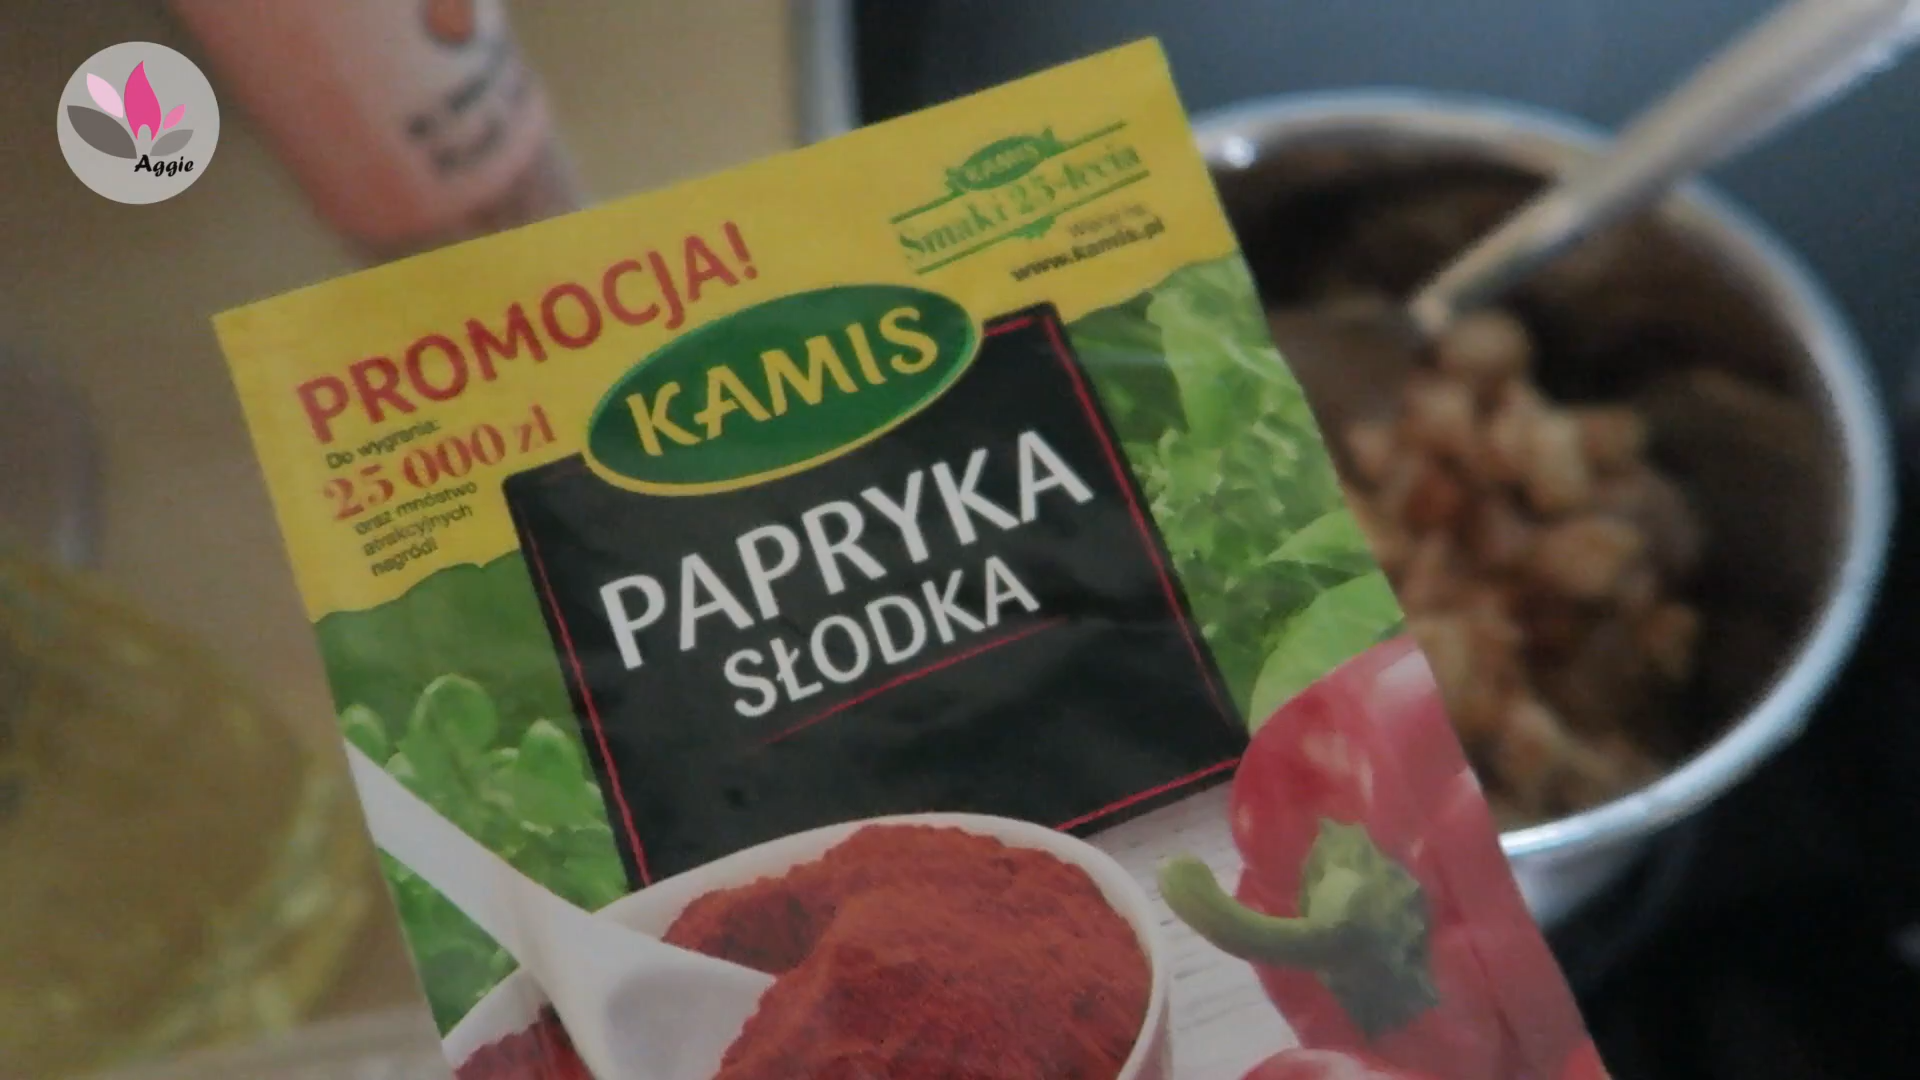 Aggie
KAMIS
Smaki 25-lecia
www.kamis.pl
PROMOCJA!
Do wygrania:
25 000 zł
oraz mnóstwo
atrakcyjnych
nagród!
KAMIS
PAPRYKA
SŁODKA